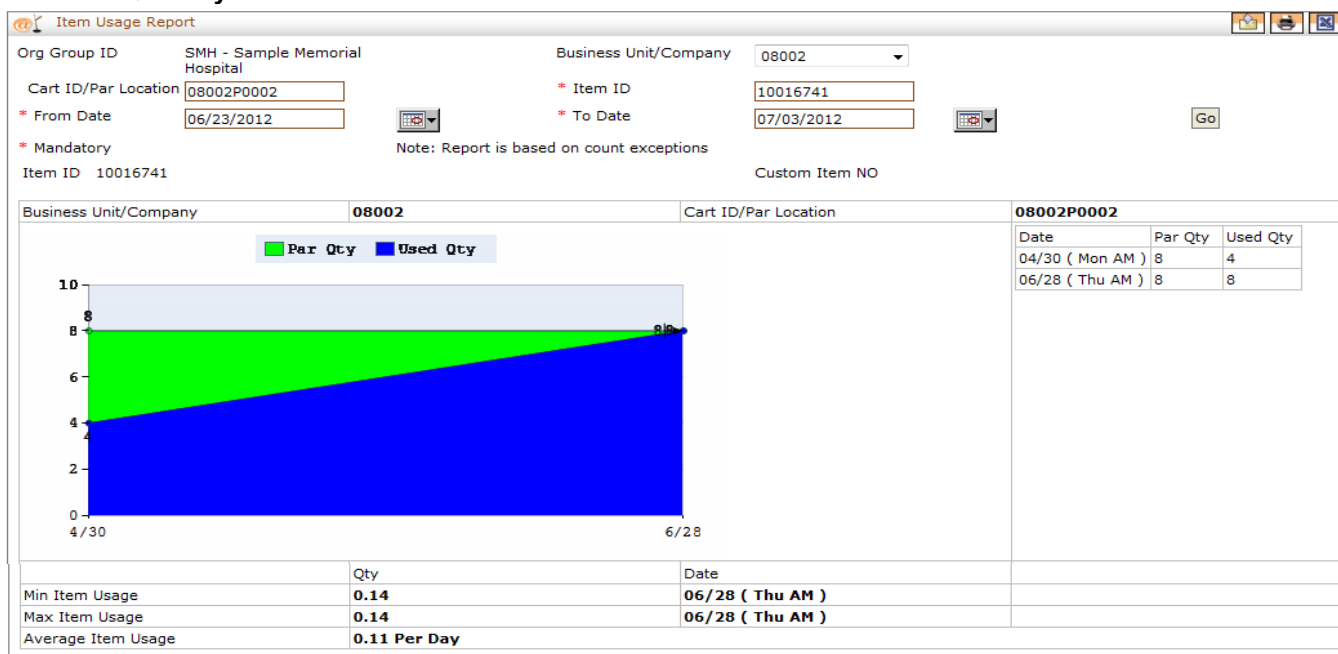 Item Usage Report
Org Group ID SMH - Sample Memorial Hospital Business Unit/Company 08002
Cart ID/Par Location 08002P0002 * Item ID 10016741
* From Date 06/23/2012 * To Date 07/03/2012 Go
* Mandatory Note: Report is based on count exceptions
Item ID 10016741 Custom Item NO
Business Unit/Company 08002 Cart ID/Par Location 08002P0002
Par Qty Used Qty
Date Par Qty Used Qty
04/30 ( Mon AM ) 8 4
06/28 ( Thu AM ) 8 8
10
8
8 8 8
6
4
4
2
0
4/30 6/28
Qty Date
Min Item Usage 0.14 06/28 ( Thu AM )
Max Item Usage 0.14 06/28 ( Thu AM )
Average Item Usage 0.11 Per Day